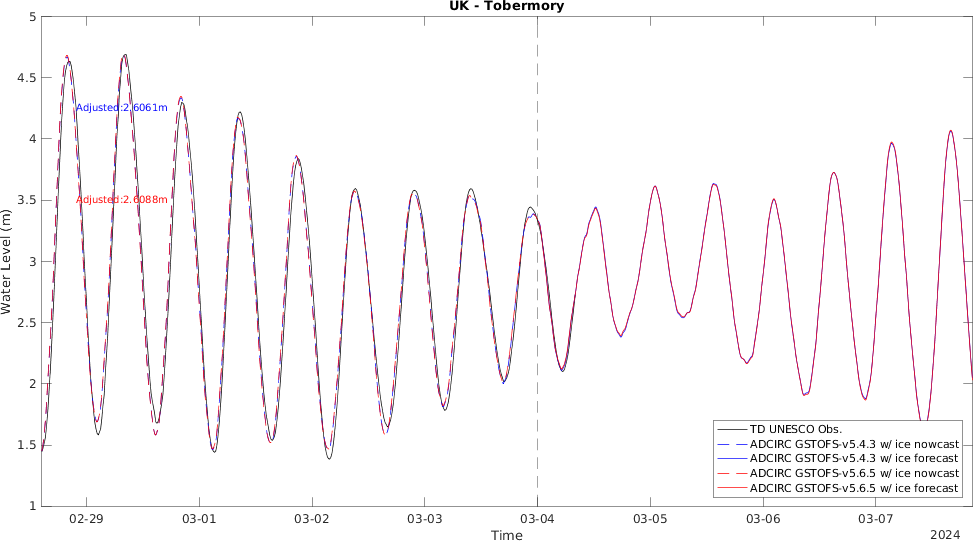 UK - Tobermory
5
4.5
4
3.5
3
2.5
2
1.5
1
Water Level (m)
Adjusted:2.6061m
Adjusted:2.6088m
TD UNESCO Obs.
ADCIRC GSTOFS-v5.4.3 w/ ice nowcast
ADCIRC GSTOFS-v5.4.3 w/ ice forecast
ADCIRC GSTOFS-v5.6.5 w/ ice nowcast
ADCIRC GSTOFS-v5.6.5 w/ ice forecast
02-29 03-01 03-02 03-03 03-04 03-05 03-06 03-07
Time
2024